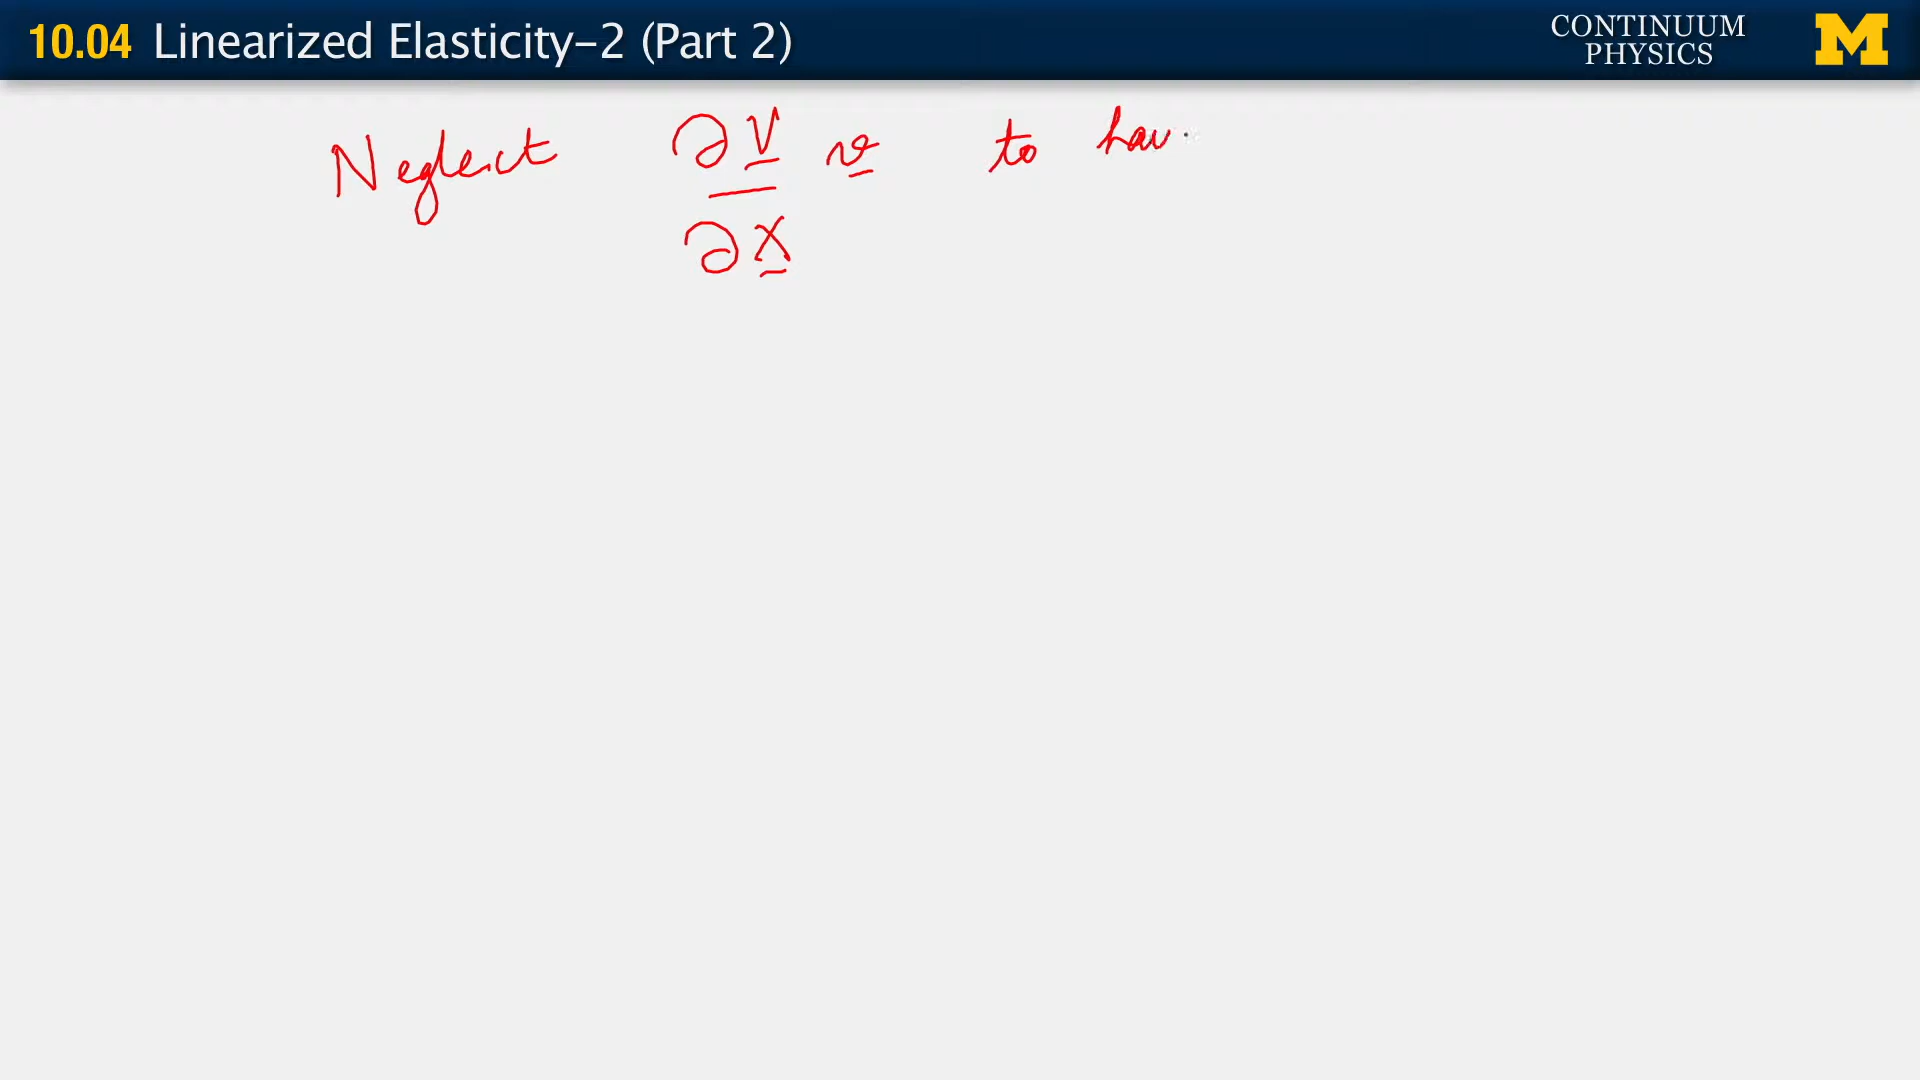 10.04 Linearized Elasticity-2 (Part 2)
CONTINUUM
PHYSICS
M
Neglect ∂V/∂X v to hav